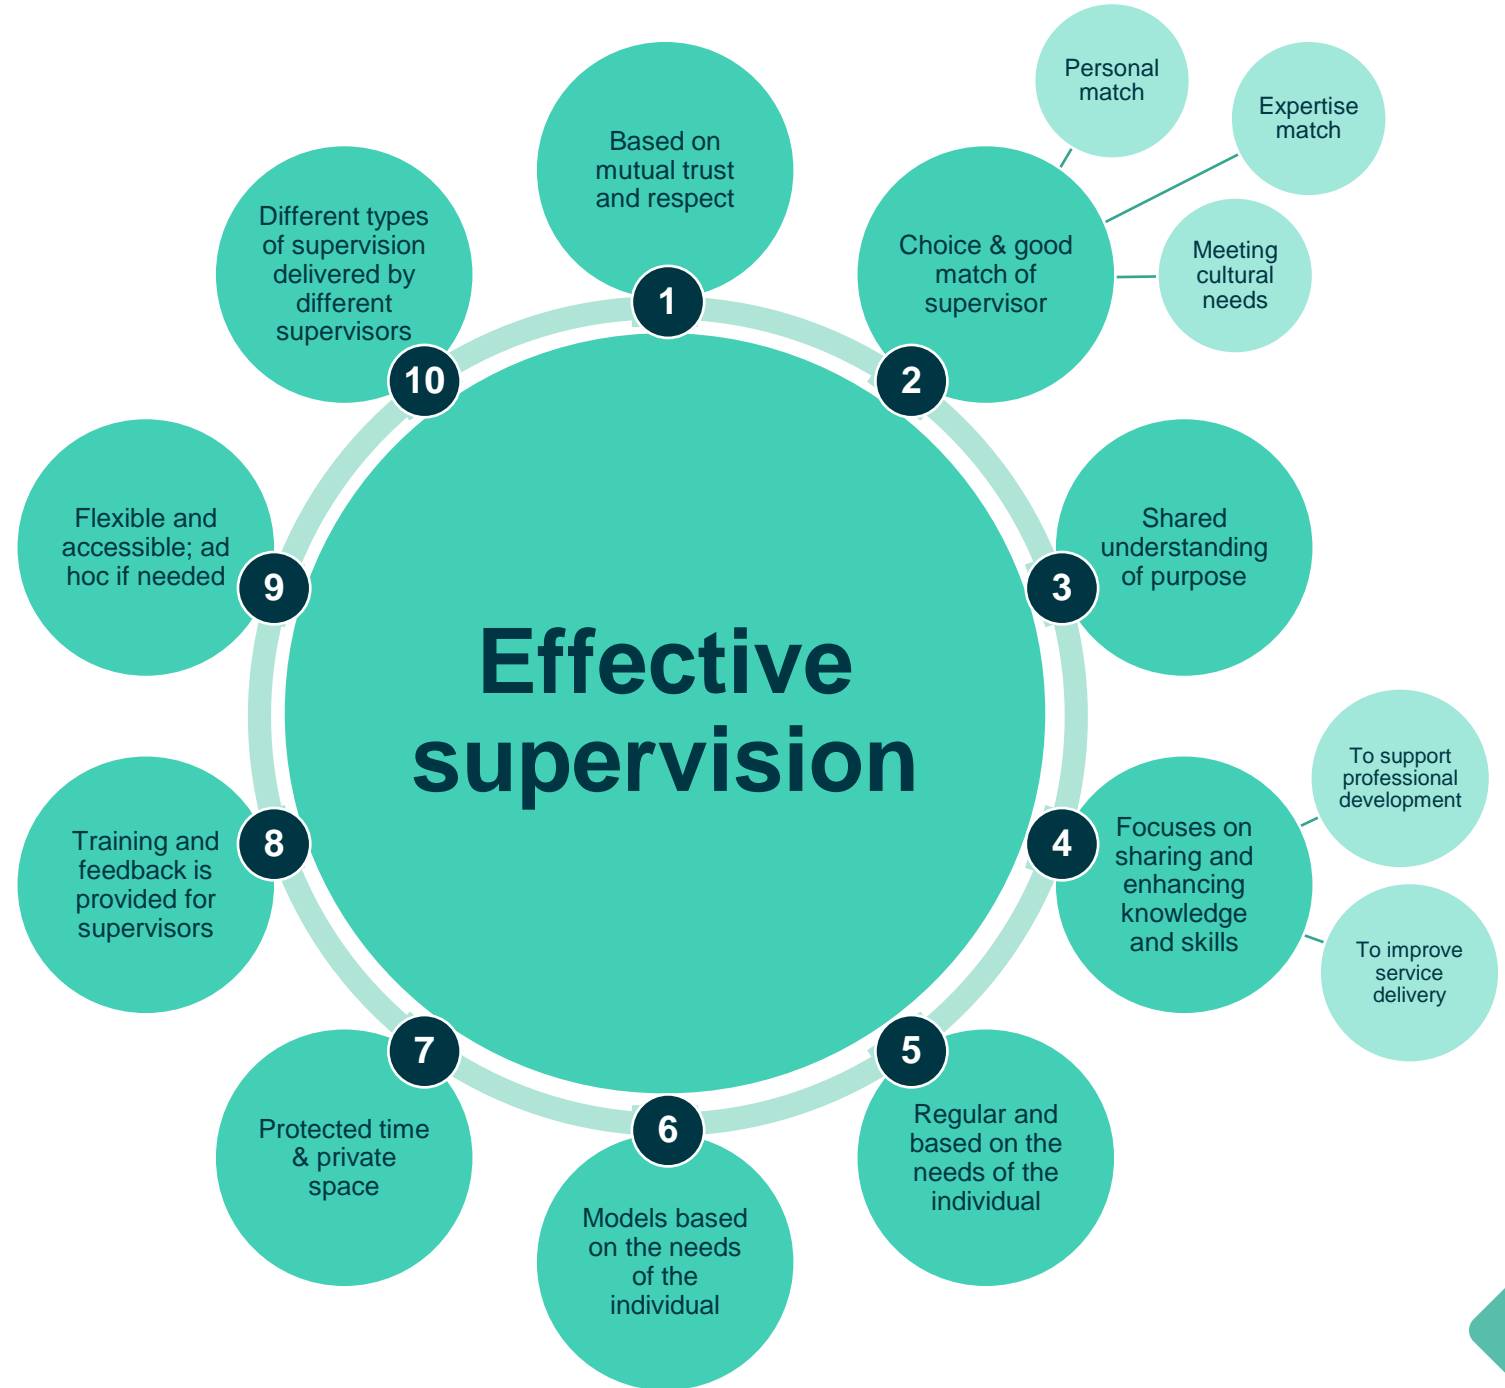 Effective
supervision
1
Based on
mutual trust
and respect
2
Choice & good
match of
supervisor
Personal
match
Expertise
match
Meeting
cultural
needs
3
Shared
understanding
of purpose
4
Focuses on
sharing and
enhancing
knowledge
and skills
To support
professional
development
To improve
service
delivery
5
Regular and
based on the
needs of the
individual
6
Models based
on the needs
of the
individual
7
Protected time
& private
space
8
Training and
feedback is
provided for
supervisors
9
Flexible and
accessible; ad
hoc if needed
10
Different types
of supervision
delivered by
different
supervisors